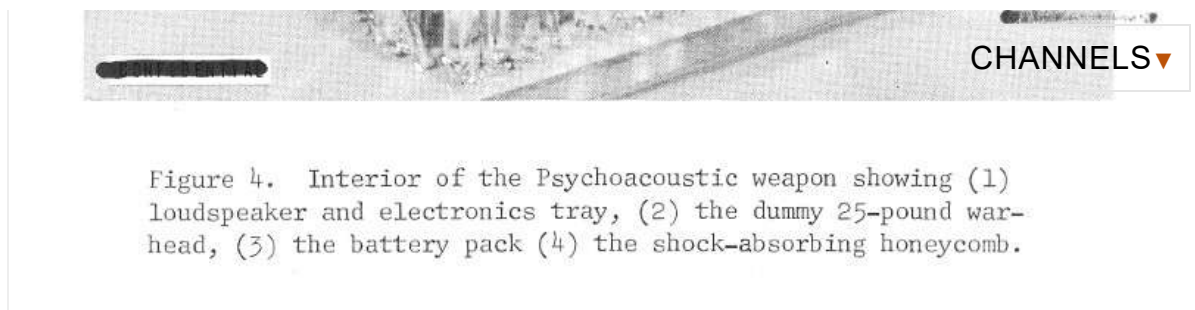 CONFIDENTIAL
CHANNELS▾
Figure 4. Interior of the Psychoacoustic weapon showing (1)
loudspeaker and electronics tray, (2) the dummy 25-pound war-
head, (3) the battery pack (4) the shock-absorbing honeycomb.